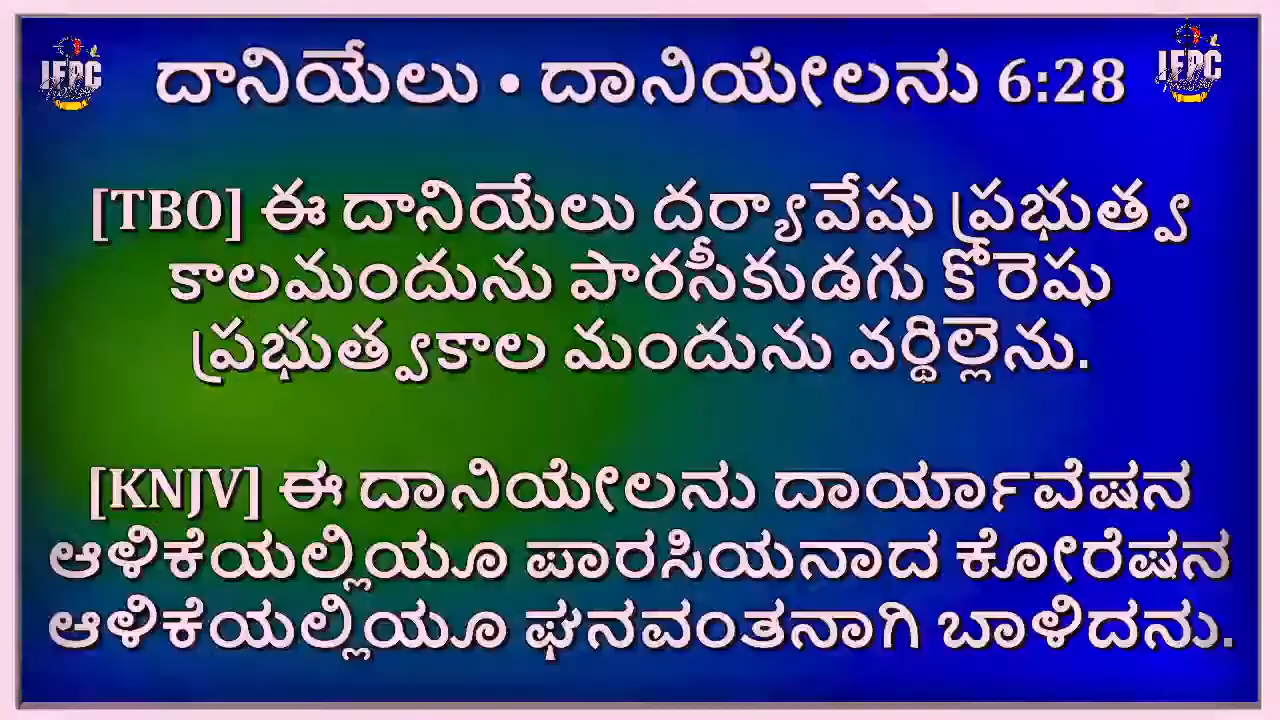 దానియేలు • ದಾನಿಯೇಲನು 6:28
[TBO] ఈ దానియేలు దర్యావేషు ప్రభుత్వ
కాలమందును పారసీకుడగు కోరెషు
ప్రభుత్వకాల మందును వర్థిల్లెను.
[KNJV] ಈ ದಾನಿಯೇಲನು ದಾರ್ಯಾವೆಷನ
ಆಳಿಕೆಯಲ್ಲಿಯೂ ಪಾರಸಿಯನಾದ ಕೋರೆಷನ
ಆಳಿಕೆಯಲ್ಲಿಯೂ ಘನವಂತನಾಗಿ ಬಾಳಿದನು.